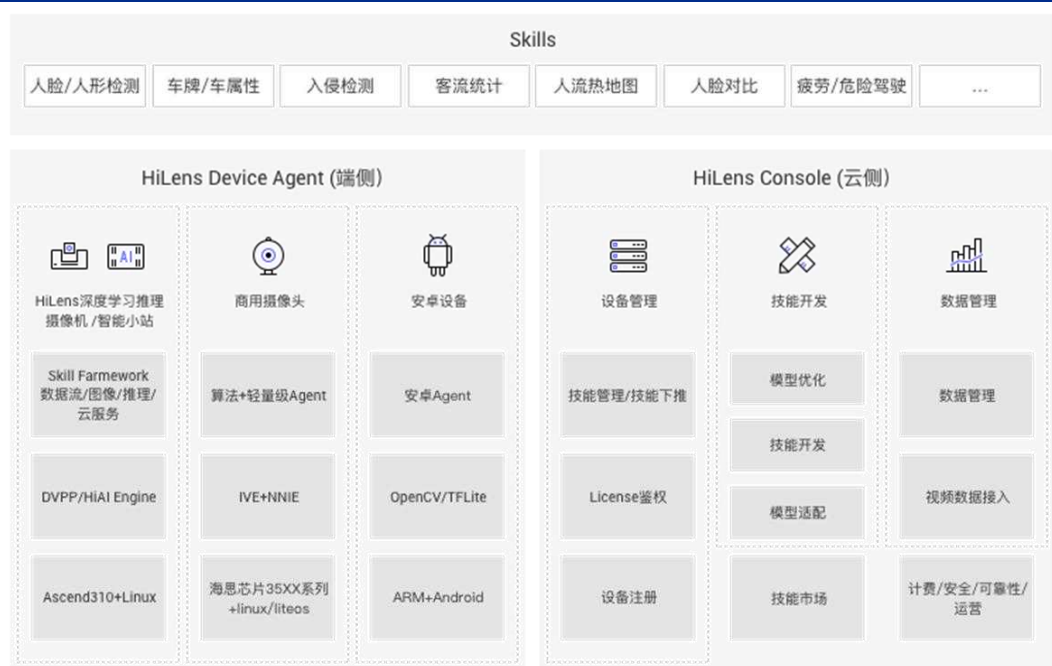 Skills
人脸/人形检测
车牌/车属性
入侵检测
客流统计
人流热地图
人脸对比
疲劳/危险驾驶
...
HiLens Device Agent (端侧)
AI
HiLens深度学习推理
摄像机 /智能小站
商用摄像头
安卓设备
Skill Farmework
数据流/图像/推理/
云服务
算法+轻量级Agent
安卓Agent
DVPP/HiAI Engine
IVE+NNIE
OpenCV/TFLite
Ascend310+Linux
海思芯片35XX系列
+linux/liteos
ARM+Android
HiLens Console (云侧)
设备管理
技能开发
数据管理
技能管理/技能下推
模型优化
数据管理
技能开发
License鉴权
模型适配
视频数据接入
设备注册
技能市场
计费/安全/可靠性/
运营